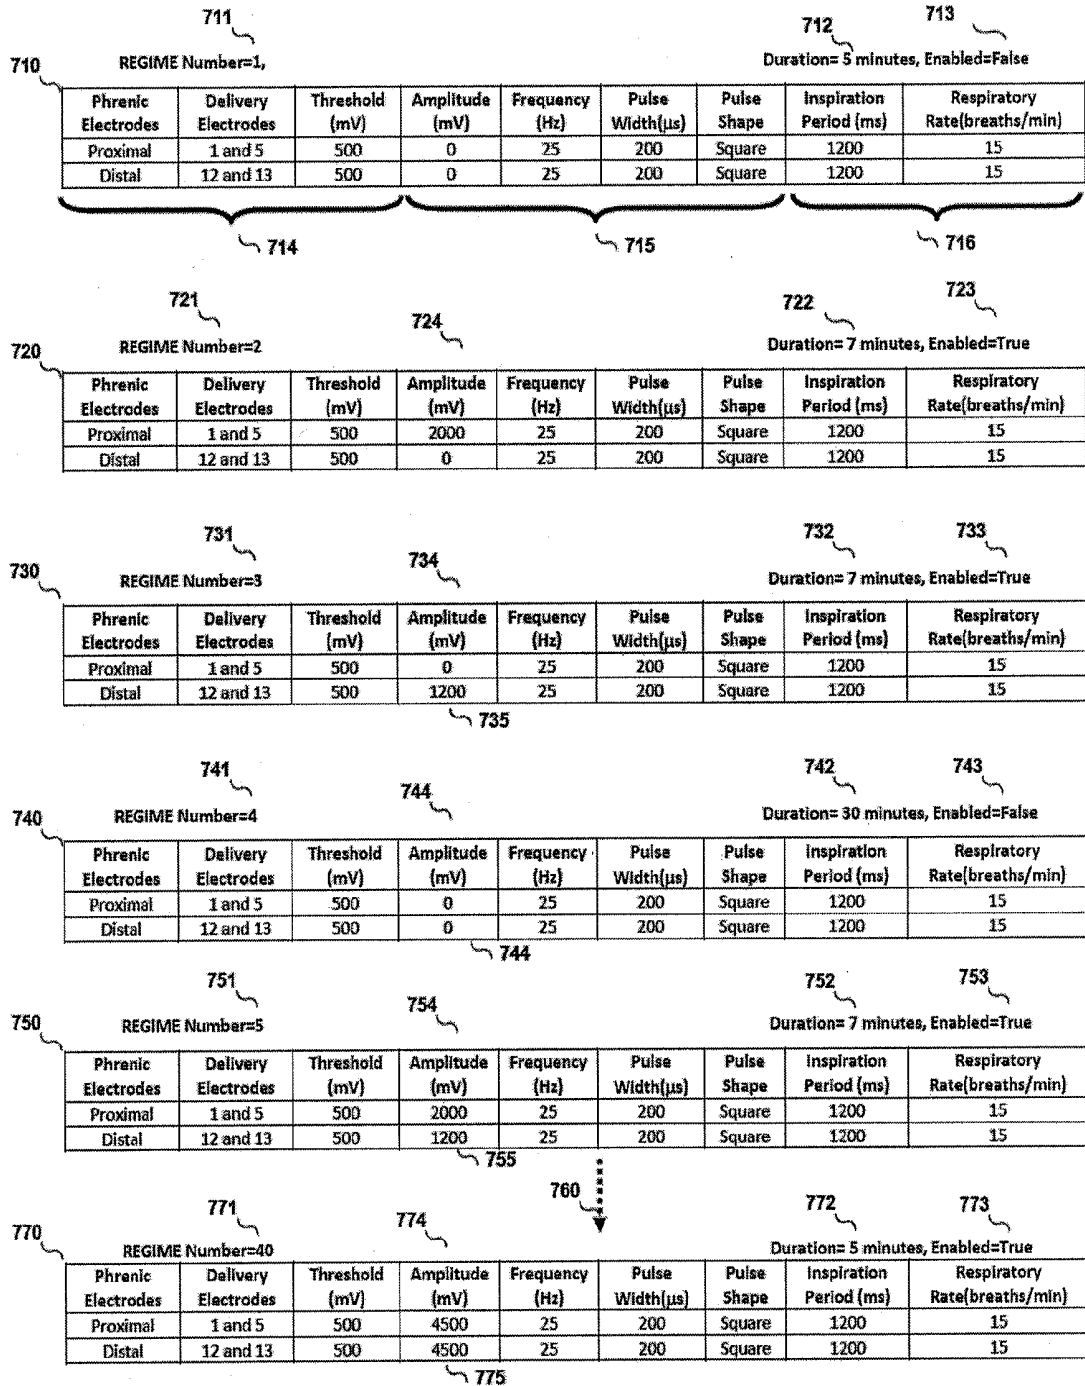 711 712 713
REGIME Number=1, Duration= 5 minutes, Enabled=False
710
Phrenic Delivery Threshold Amplitude Frequency Pulse Pulse Inspiration Respiratory
Electrodes Electrodes (mV) (mV) (Hz) Width(µs) Shape Period (ms) Rate(breaths/min)
Proximal 1 and 5 500 0 25 200 Square 1200 15
Distal 12 and 13 500 0 25 200 Square 1200 15
714 715 716
721 724 722 723
REGIME Number=2 Duration= 7 minutes, Enabled=True
720
Phrenic Delivery Threshold Amplitude Frequency Pulse Pulse Inspiration Respiratory
Electrodes Electrodes (mV) (mV) (Hz) Width(µs) Shape Period (ms) Rate(breaths/min)
Proximal 1 and 5 500 2000 25 200 Square 1200 15
Distal 12 and 13 500 0 25 200 Square 1200 15
731 734 732 733
REGIME Number=3 Duration= 7 minutes, Enabled=True
730
Phrenic Delivery Threshold Amplitude Frequency Pulse Pulse Inspiration Respiratory
Electrodes Electrodes (mV) (mV) (Hz) Width(µs) Shape Period (ms) Rate(breaths/min)
Proximal 1 and 5 500 0 25 200 Square 1200 15
Distal 12 and 13 500 1200 25 200 Square 1200 15
735
741 744 742 743
REGIME Number=4 Duration= 30 minutes, Enabled=False
740
Phrenic Delivery Threshold Amplitude Frequency Pulse Pulse Inspiration Respiratory
Electrodes Electrodes (mV) (mV) (Hz) Width(µs) Shape Period (ms) Rate(breaths/min)
Proximal 1 and 5 500 0 25 200 Square 1200 15
Distal 12 and 13 500 0 25 200 Square 1200 15
744
751 754 752 753
REGIME Number=5 Duration= 7 minutes, Enabled=True
750
Phrenic Delivery Threshold Amplitude Frequency Pulse Pulse Inspiration Respiratory
Electrodes Electrodes (mV) (mV) (Hz) Width(µs) Shape Period (ms) Rate(breaths/min)
Proximal 1 and 5 500 2000 25 200 Square 1200 15
Distal 12 and 13 500 1200 25 200 Square 1200 15
755
760
771 774 772 773
REGIME Number=40 Duration= 5 minutes, Enabled=True
770
Phrenic Delivery Threshold Amplitude Frequency Pulse Pulse Inspiration Respiratory
Electrodes Electrodes (mV) (mV) (Hz) Width(µs) Shape Period (ms) Rate(breaths/min)
Proximal 1 and 5 500 4500 25 200 Square 1200 15
Distal 12 and 13 500 4500 25 200 Square 1200 15
775